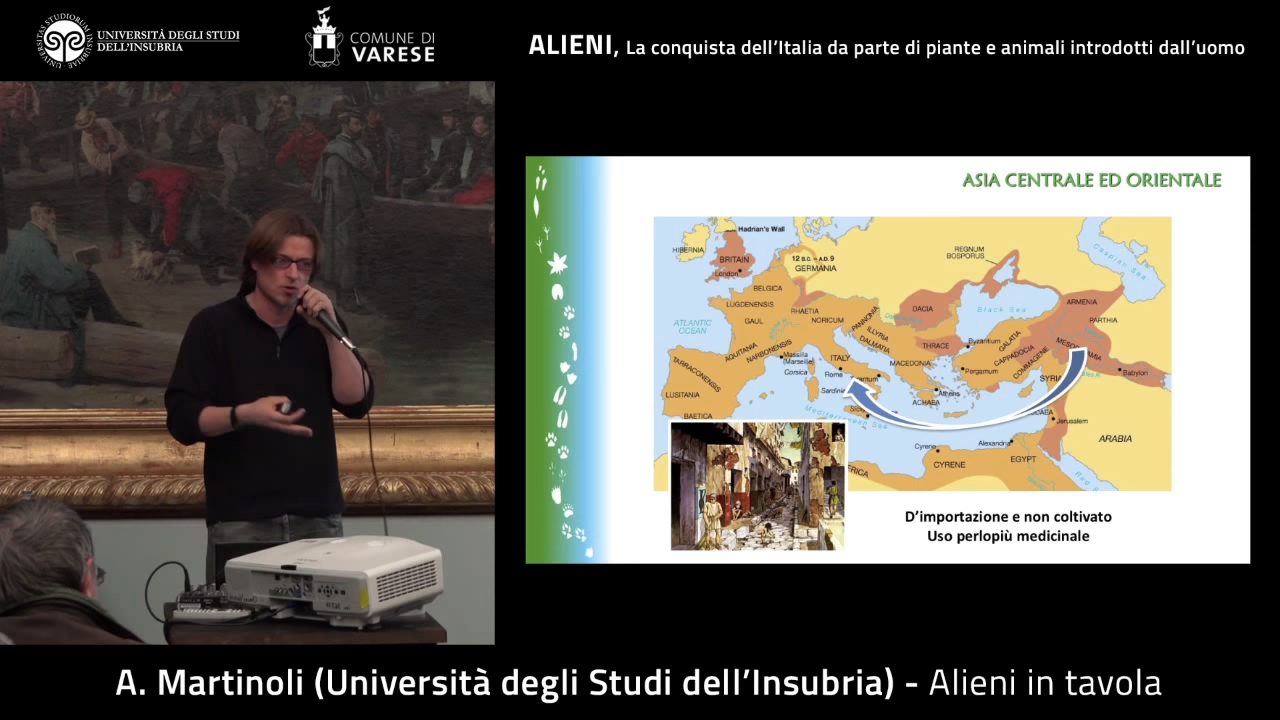 UNIVERSITÀ DEGLI STUDI
DELL'INSUBRIA
COMUNE DI
VARESE
ALIENI, La conquista dell'Italia da parte di piante e animali introdotti dall'uomo
ASIA CENTRALE ED ORIENTALE
Hadrian's Wall
HIBERNIA
BRITAIN
London
12 B.C. – A.D. 9
GERMANIA
REGNUM
BOSPORUS
Caspian Sea
BELGICA
LUGDENENSIS
RHAETIA
GAUL
NORICUM
PANNONIA
DACIA
Black Sea
ARMENIA
PARTHIA
ATLANTIC
OCEAN
ILLYRIA
DALMATIA
AQUITANIA
NARBONENSIS
Massilia
(Marseille)
Corsica
ITALY
Rome
THRACE
Byzantium
MACEDONIA
GALATIA
CAPPADOCIA
COMMAGENE
TARRACONENSIS
Pergamum
SYRIA
Babylon
LUSITANIA
BAETICA
Athens
ACHAEA
Mediterranean Sea
Jerusalem
Cyrene
Alexandria
ARABIA
CYRENE
EGYPT
D'importazione e non coltivato
Uso perlopiù medicinale
A. Martinoli (Università degli Studi dell'Insubria) - Alieni in tavola